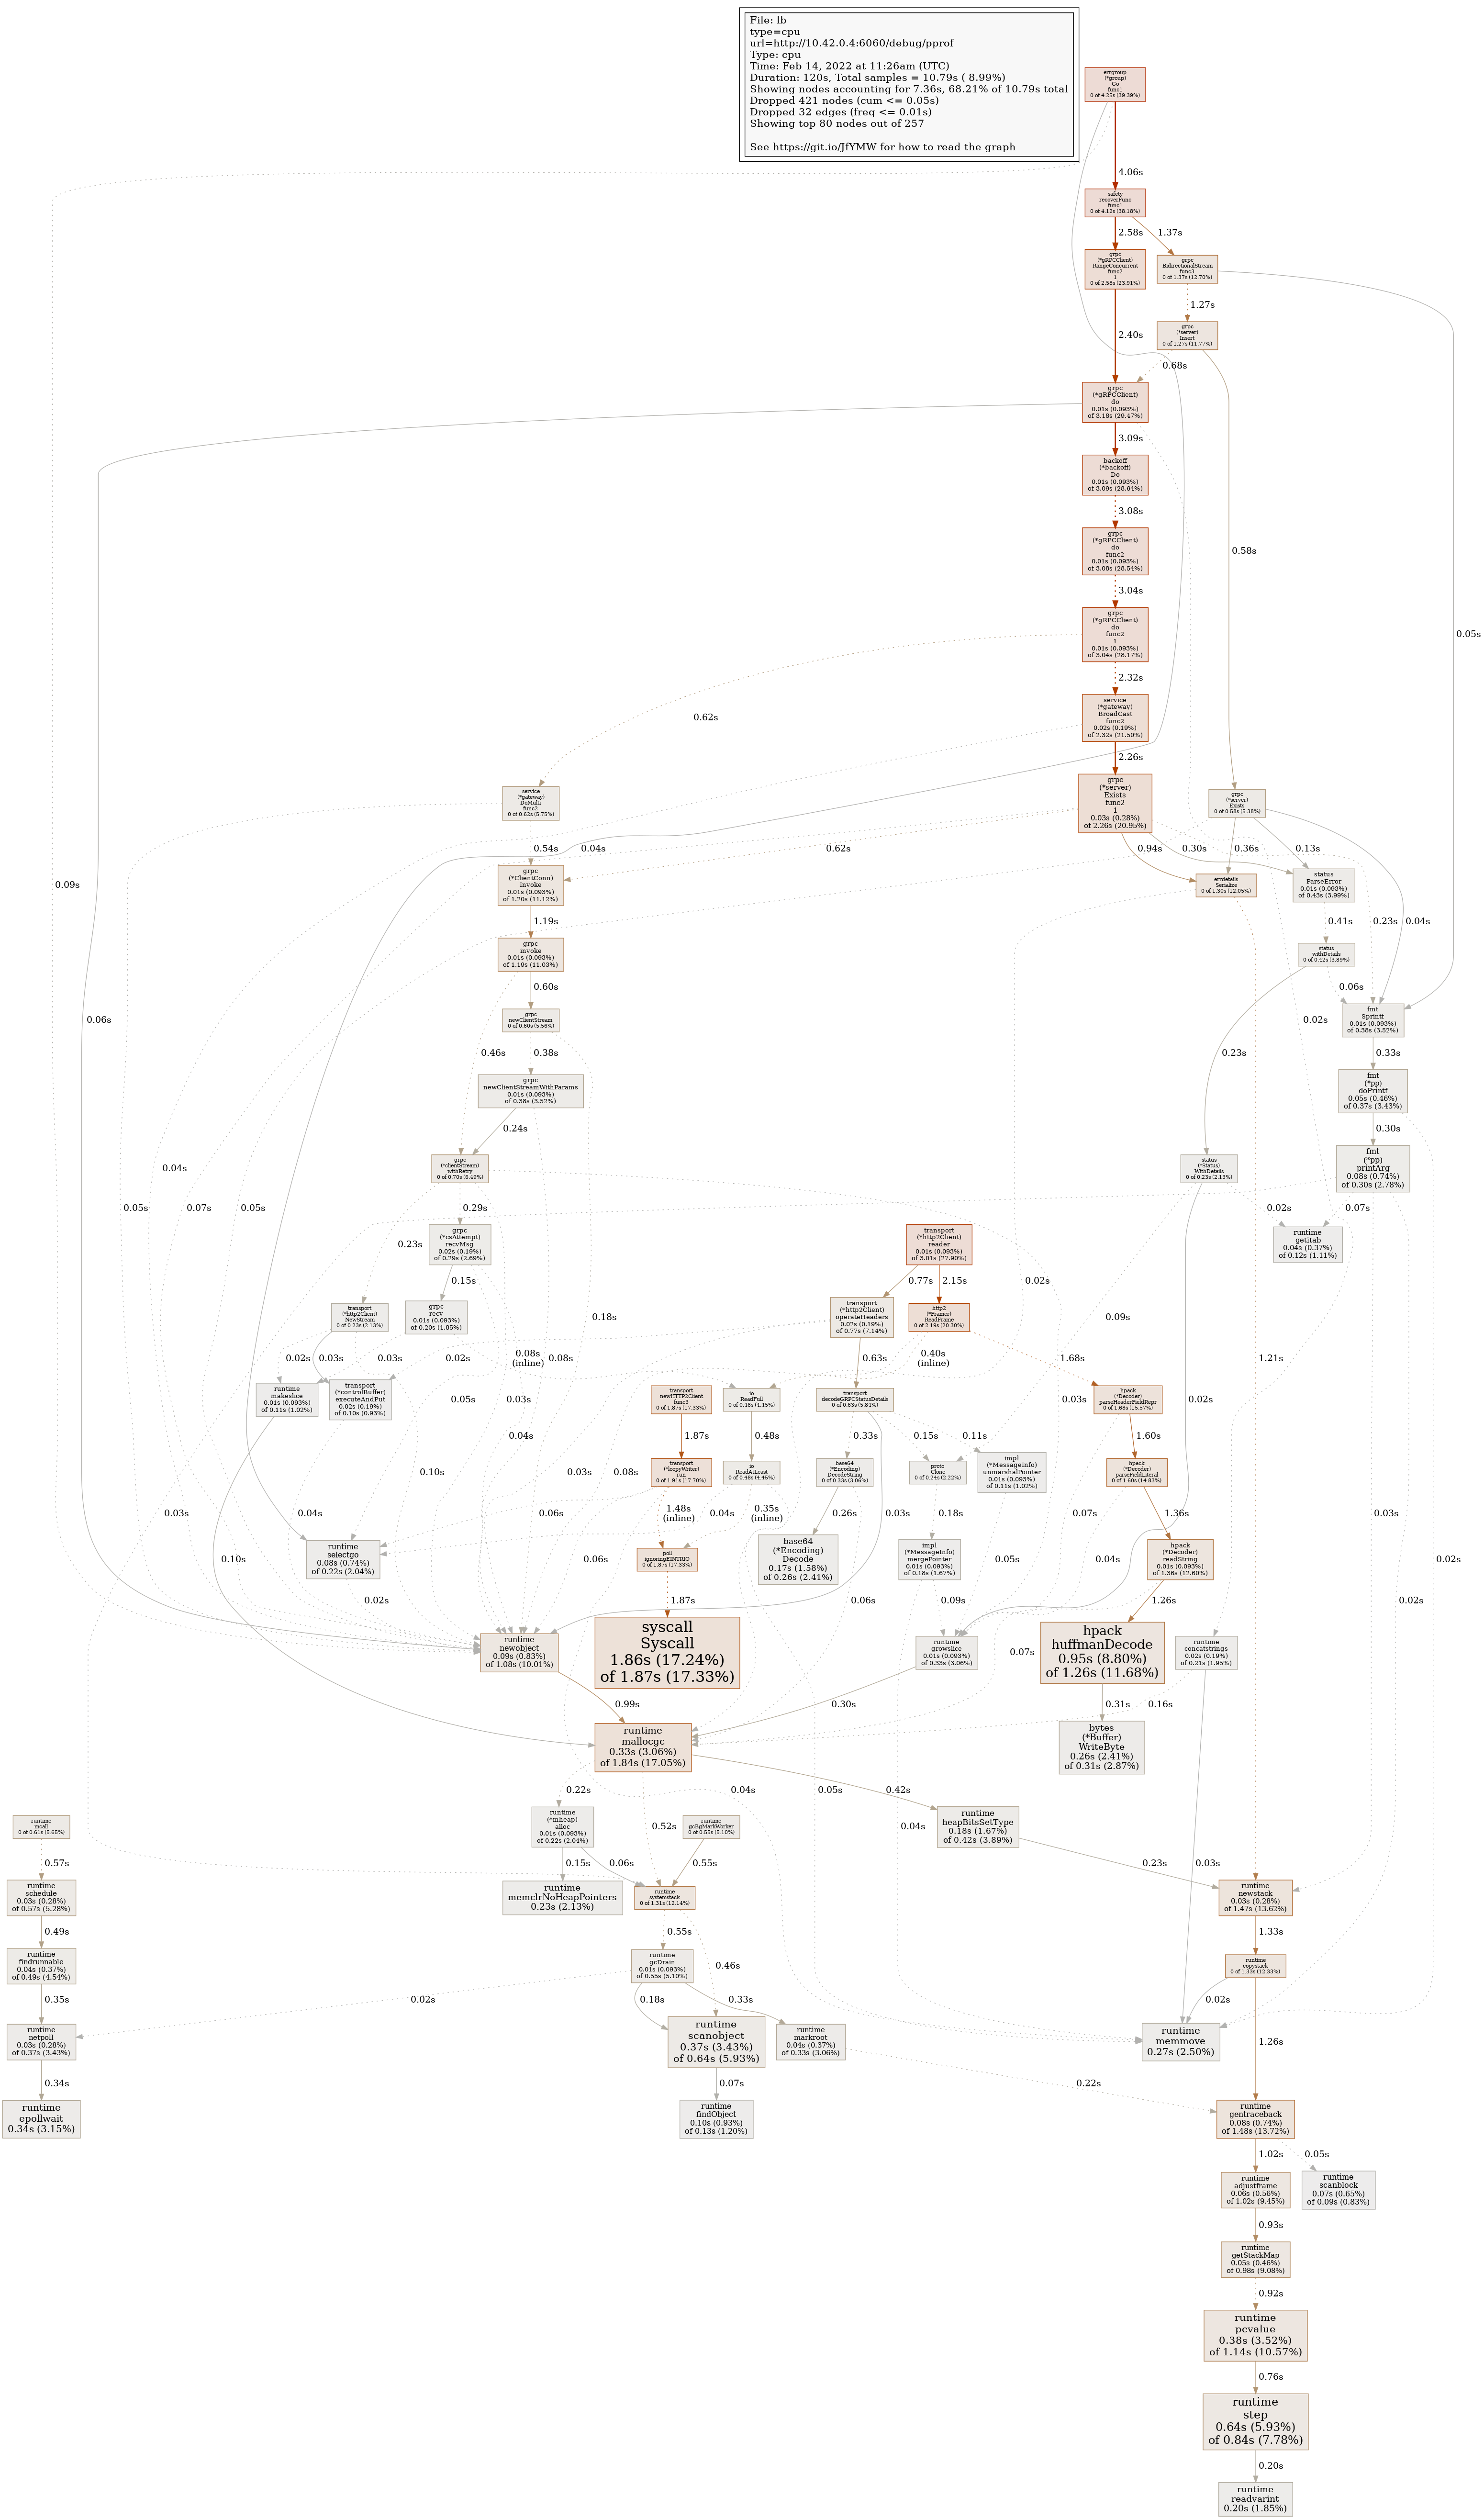 File: lb
type=cpu
url=http://10.42.0.4:6060/debug/pprof
Type: cpu
Time: Feb 14, 2022 at 11:26am (UTC)
Duration: 120s, Total samples = 10.79s ( 8.99%)
Showing nodes accounting for 7.36s, 68.21% of 10.79s total
Dropped 421 nodes (cum <= 0.05s)
Dropped 32 edges (freq <= 0.01s)
Showing top 80 nodes out of 257
See https://git.io/JfYMW for how to read the graph
errgroup
(*group)
Go
func1
0 of 4.25s (39.39%)
4.06s
safety
recoverFunc
func1
0 of 4.12s (38.18%)
2.58s
1.37s
grpc
(*gRPCClient)
RangeConcurrent
func2
1
0 of 2.58s (23.91%)
grpc
BidirectionalStream
func3
0 of 1.37s (12.70%)
1.27s
grpc
(*server)
Insert
0 of 1.27s (11.77%)
2.40s
0.68s
grpc
(*gRPCClient)
do
0.01s (0.093%)
of 3.18s (29.47%)
3.09s
backoff
(*backoff)
Do
0.01s (0.093%)
of 3.09s (28.64%)
3.08s
grpc
(*gRPCClient)
do
func2
0.01s (0.093%)
of 3.08s (28.54%)
0.58s
0.05s
3.04s
grpc
(*gRPCClient)
do
func2
1
0.01s (0.093%)
of 3.04s (28.17%)
2.32s
0.62s
service
(*gateway)
BroadCast
func2
0.02s (0.19%)
of 2.32s (21.50%)
2.26s
service
(*gateway)
DoMulti
func2
0 of 0.62s (5.75%)
grpc
(*server)
Exists
func2
1
0.03s (0.28%)
of 2.26s (20.95%)
grpc
(*server)
Exists
0 of 0.58s (5.38%)
0.54s
0.04s
0.62s
0.94s
0.30s
0.36s
0.13s
0.09s
grpc
(*ClientConn)
Invoke
0.01s (0.093%)
of 1.20s (11.12%)
errdetails
Serialize
0 of 1.30s (12.05%)
status
ParseError
0.01s (0.093%)
of 0.43s (3.99%)
1.19s
0.41s
0.23s
0.04s
grpc
invoke
0.01s (0.093%)
of 1.19s (11.03%)
status
withDetails
0 of 0.42s (3.89%)
0.60s
0.06s
grpc
newClientStream
0 of 0.60s (5.56%)
fmt
Sprintf
0.01s (0.093%)
of 0.38s (3.52%)
0.06s
0.02s
0.46s
0.38s
0.23s
0.33s
grpc
newClientStreamWithParams
0.01s (0.093%)
of 0.38s (3.52%)
fmt
(*pp)
doPrintf
0.05s (0.46%)
of 0.37s (3.43%)
0.24s
0.30s
0.04s
grpc
(*clientStream)
withRetry
0 of 0.70s (6.49%)
status
(*Status)
WithDetails
0 of 0.23s (2.13%)
fmt
(*pp)
printArg
0.08s (0.74%)
of 0.30s (2.78%)
0.05s
0.07s
0.05s
0.29s
0.02s
0.07s
0.23s
grpc
(*csAttempt)
recvMsg
0.02s (0.19%)
of 0.29s (2.69%)
transport
(*http2Client)
reader
0.01s (0.093%)
of 3.01s (27.90%)
runtime
getitab
0.04s (0.37%)
of 0.12s (1.11%)
0.15s
0.77s
2.15s
0.02s
transport
(*http2Client)
NewStream
0 of 0.23s (2.13%)
grpc
recv
0.01s (0.093%)
of 0.20s (1.85%)
0.18s
transport
(*http2Client)
operateHeaders
0.02s (0.19%)
of 0.77s (7.14%)
http2
(*Framer)
ReadFrame
0 of 2.19s (20.30%)
0.09s
0.02s
0.03s
0.03s
0.02s
0.08s
(inline)
0.08s
0.63s
0.40s
(inline)
1.68s
1.21s
runtime
makeslice
0.01s (0.093%)
of 0.11s (1.02%)
transport
(*controlBuffer)
executeAndPut
0.02s (0.19%)
of 0.10s (0.93%)
0.05s
0.03s
transport
newHTTP2Client
func3
0 of 1.87s (17.33%)
io
ReadFull
0 of 0.48s (4.45%)
transport
decodeGRPCStatusDetails
0 of 0.63s (5.84%)
0.03s
hpack
(*Decoder)
parseHeaderFieldRepr
0 of 1.68s (15.57%)
0.02s
0.04s
1.87s
0.48s
0.33s
0.15s
0.11s
1.60s
0.10s
0.03s
0.08s
transport
(*loopyWriter)
run
0 of 1.91s (17.70%)
io
ReadAtLeast
0 of 0.48s (4.45%)
base64
(*Encoding)
DecodeString
0 of 0.33s (3.06%)
proto
Clone
0 of 0.24s (2.22%)
impl
(*MessageInfo)
unmarshalPointer
0.01s (0.093%)
of 0.11s (1.02%)
hpack
(*Decoder)
parseFieldLiteral
0 of 1.60s (14.83%)
0.03s
0.04s
0.06s
1.48s
(inline)
0.04s
0.35s
(inline)
0.26s
0.03s
0.18s
0.07s
1.36s
0.03s
runtime
selectgo
0.08s (0.74%)
of 0.22s (2.04%)
0.06s
poll
ignoringEINTRIO
0 of 1.87s (17.33%)
base64
(*Encoding)
Decode
0.17s (1.58%)
of 0.26s (2.41%)
impl
(*MessageInfo)
mergePointer
0.01s (0.093%)
of 0.18s (1.67%)
0.05s
0.04s
hpack
(*Decoder)
readString
0.01s (0.093%)
of 1.36s (12.60%)
0.02s
0.10s
0.02s
1.87s
0.06s
0.09s
1.26s
0.02s
runtime
newobject
0.09s (0.83%)
of 1.08s (10.01%)
syscall
Syscall
1.86s (17.24%)
of 1.87s (17.33%)
runtime
growslice
0.01s (0.093%)
of 0.33s (3.06%)
0.07s
hpack
huffmanDecode
0.95s (8.80%)
of 1.26s (11.68%)
runtime
concatstrings
0.02s (0.19%)
of 0.21s (1.95%)
0.99s
0.30s
0.31s
0.16s
runtime
mallocgc
0.33s (3.06%)
of 1.84s (17.05%)
bytes
(*Buffer)
WriteByte
0.26s (2.41%)
of 0.31s (2.87%)
0.22s
0.04s
0.05s
0.42s
runtime
mcall
0 of 0.61s (5.65%)
runtime
(*mheap)
alloc
0.01s (0.093%)
of 0.22s (2.04%)
0.52s
runtime
gcBgMarkWorker
0 of 0.55s (5.10%)
0.04s
runtime
heapBitsSetType
0.18s (1.67%)
of 0.42s (3.89%)
0.57s
0.15s
0.06s
0.55s
0.23s
0.03s
runtime
schedule
0.03s (0.28%)
of 0.57s (5.28%)
runtime
memclrNoHeapPointers
0.23s (2.13%)
runtime
systemstack
0 of 1.31s (12.14%)
runtime
newstack
0.03s (0.28%)
of 1.47s (13.62%)
0.49s
0.55s
1.33s
runtime
findrunnable
0.04s (0.37%)
of 0.49s (4.54%)
runtime
gcDrain
0.01s (0.093%)
of 0.55s (5.10%)
0.46s
runtime
copystack
0 of 1.33s (12.33%)
0.35s
0.02s
0.18s
0.33s
0.02s
runtime
netpoll
0.03s (0.28%)
of 0.37s (3.43%)
runtime
scanobject
0.37s (3.43%)
of 0.64s (5.93%)
runtime
markroot
0.04s (0.37%)
of 0.33s (3.06%)
runtime
memmove
0.27s (2.50%)
1.26s
0.34s
0.07s
0.22s
runtime
epollwait
0.34s (3.15%)
runtime
findObject
0.10s (0.93%)
of 0.13s (1.20%)
runtime
gentraceback
0.08s (0.74%)
of 1.48s (13.72%)
1.02s
0.05s
runtime
adjustframe
0.06s (0.56%)
of 1.02s (9.45%)
runtime
scanblock
0.07s (0.65%)
of 0.09s (0.83%)
0.93s
runtime
getStackMap
0.05s (0.46%)
of 0.98s (9.08%)
0.92s
runtime
pcvalue
0.38s (3.52%)
of 1.14s (10.57%)
0.76s
runtime
step
0.64s (5.93%)
of 0.84s (7.78%)
0.20s
runtime
readvarint
0.20s (1.85%)